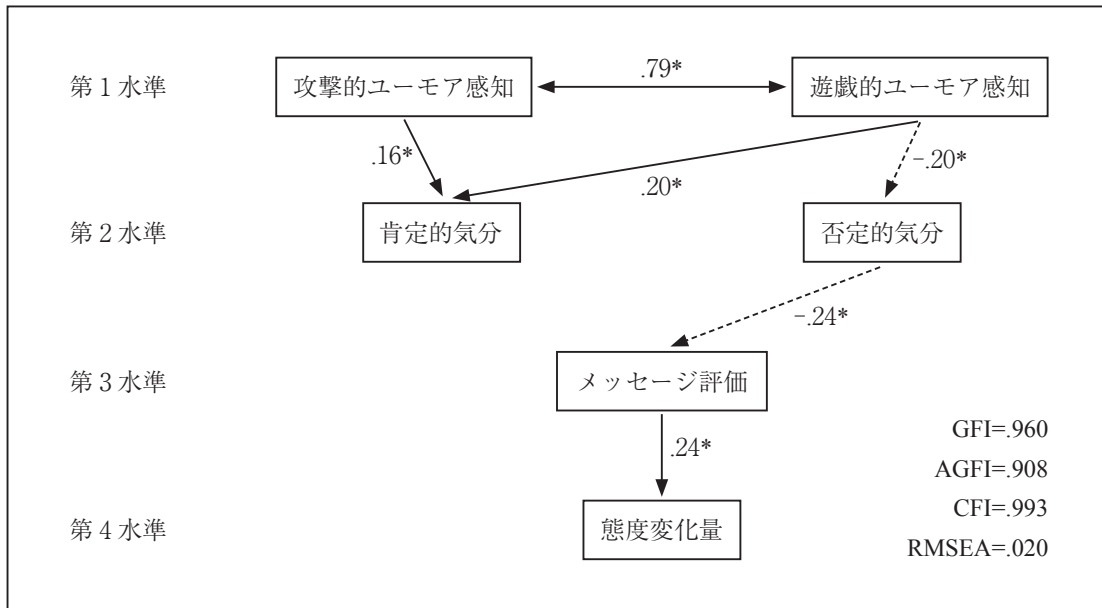 第1水準
攻撃的ユーモア感知
.79*
遊戯的ユーモア感知
.16*
.20*
-.20*
第2水準
肯定的気分
否定的気分
-.24*
第3水準
メッセージ評価
.24*
GFI=.960
AGFI=.908
CFI=.993
RMSEA=.020
第4水準
態度変化量